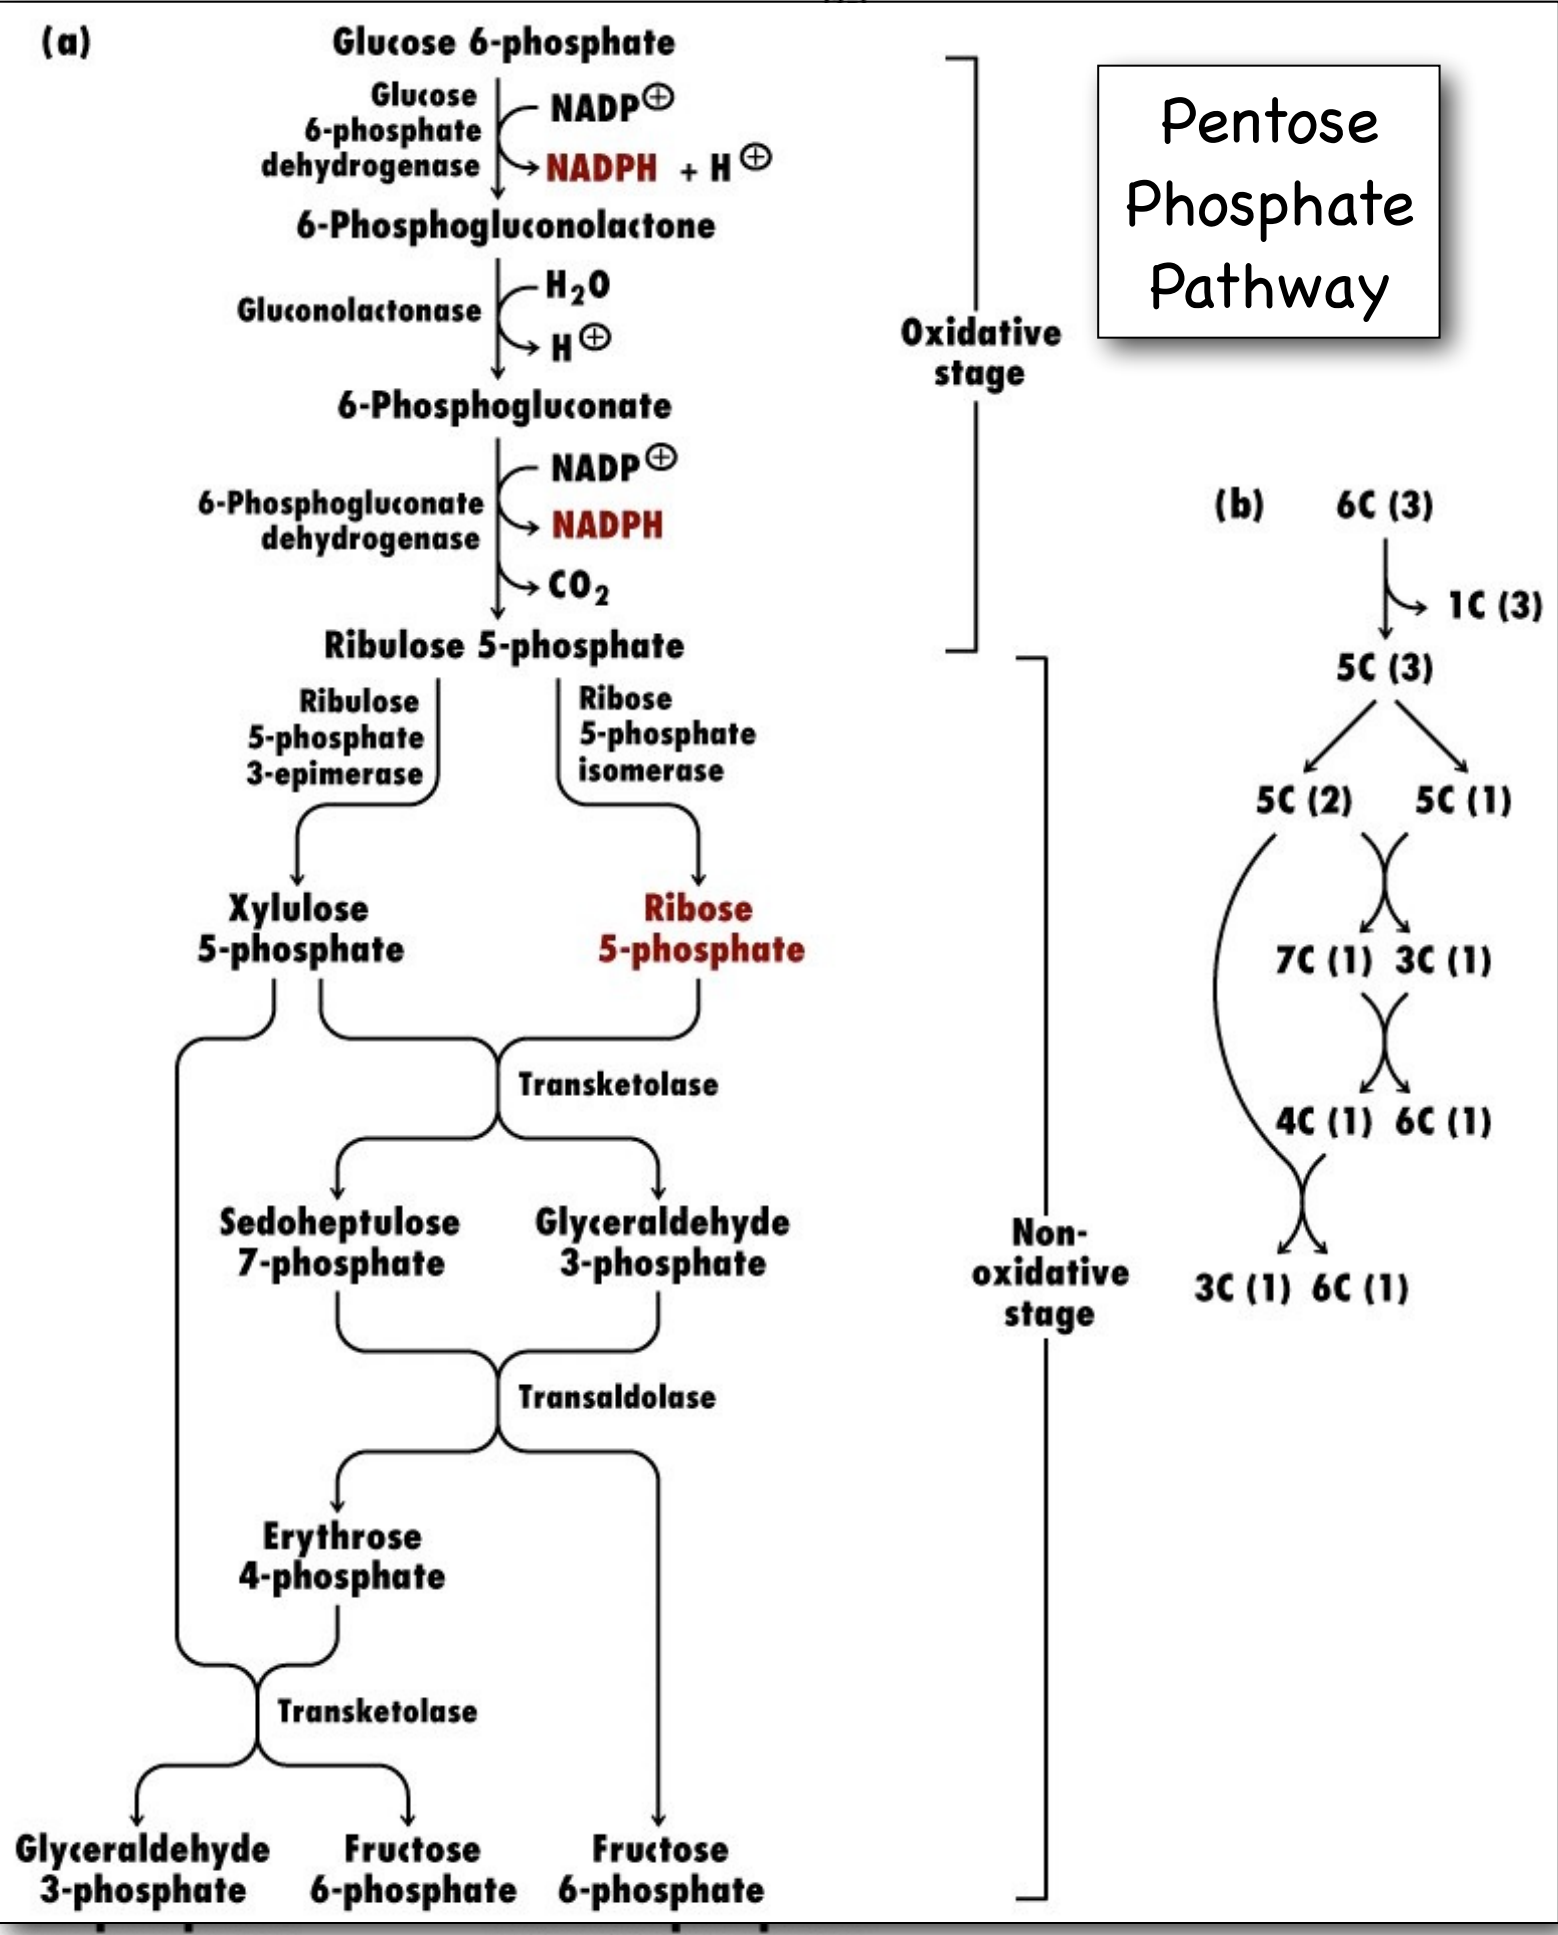 (a)
Glucose 6-phosphate
Glucose
6-phosphate
dehydrogenase
NADP⊕
NADPH + H⊕
6-Phosphogluconolactone
Gluconolactonase
H₂O
H⊕
6-Phosphogluconate
6-Phosphogluconate
dehydrogenase
NADP⊕
NADPH
CO₂
Ribulose 5-phosphate
Ribulose
5-phosphate
3-epimerase
Ribose
5-phosphate
isomerase
Xylulose
5-phosphate
Ribose
5-phosphate
Transketolase
Sedoheptulose
7-phosphate
Glyceraldehyde
3-phosphate
Transaldolase
Erythrose
4-phosphate
Transketolase
Glyceraldehyde
3-phosphate
Fructose
6-phosphate
Fructose
6-phosphate
Oxidative
stage
Non-
oxidative
stage
Pentose
Phosphate
Pathway
(b)
6C (3)
1C (3)
5C (3)
5C (2) 5C (1)
7C (1) 3C (1)
4C (1) 6C (1)
3C (1) 6C (1)